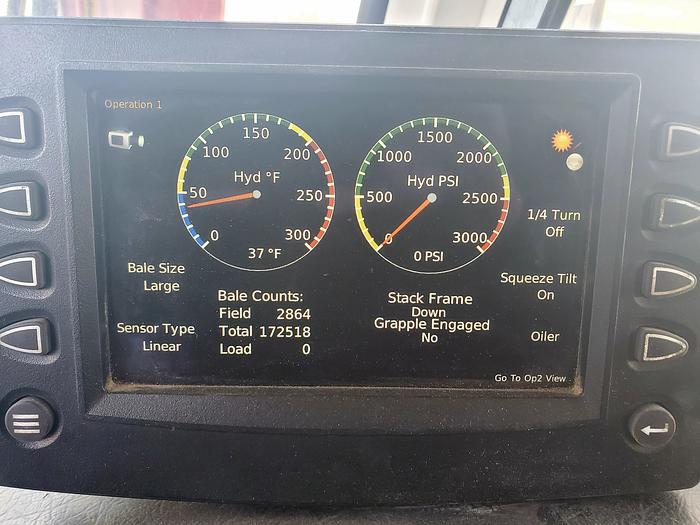 Operation 1
0
50
100
150
200
250
300
Hyd °F
37 °F
0
500
1000
1500
2000
2500
3000
Hyd PSI
0 PSI
1/4 Turn
Off
Bale Size
Large
Squeeze Tilt
On
Sensor Type
Linear
Bale Counts:
Field 2864
Total 172518
Load 0
Stack Frame
Down
Grapple Engaged
No
Oiler
Go To Op2 View